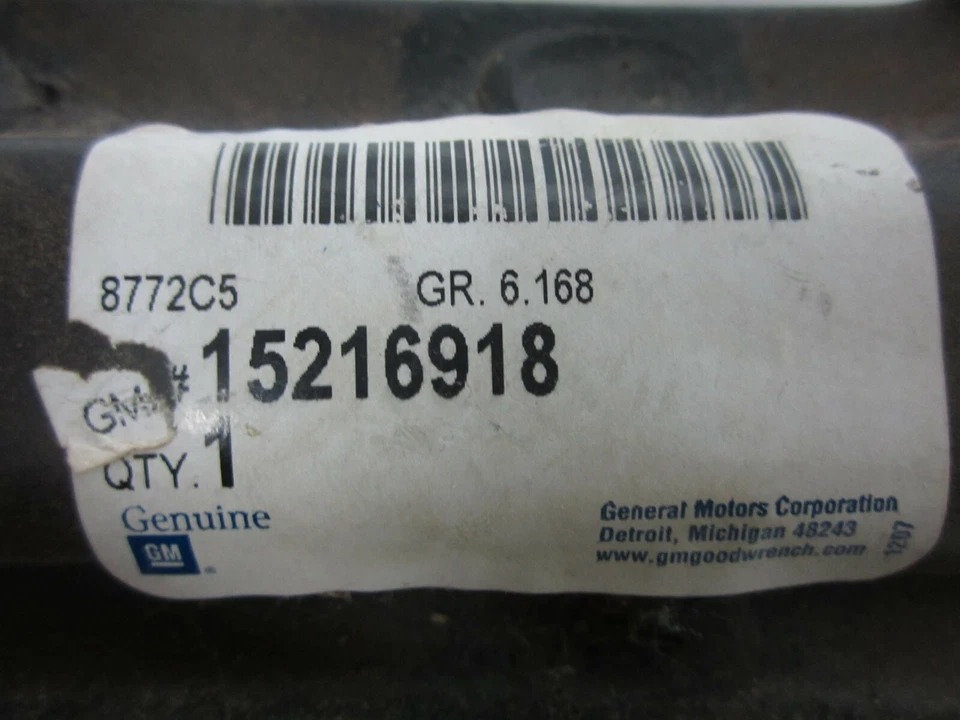 8772C5 GR. 6.168
GM # 15216918
QTY. 1
Genuine
GM
General Motors Corporation
Detroit, Michigan 48243
www.gmgoodwrench.com
1207